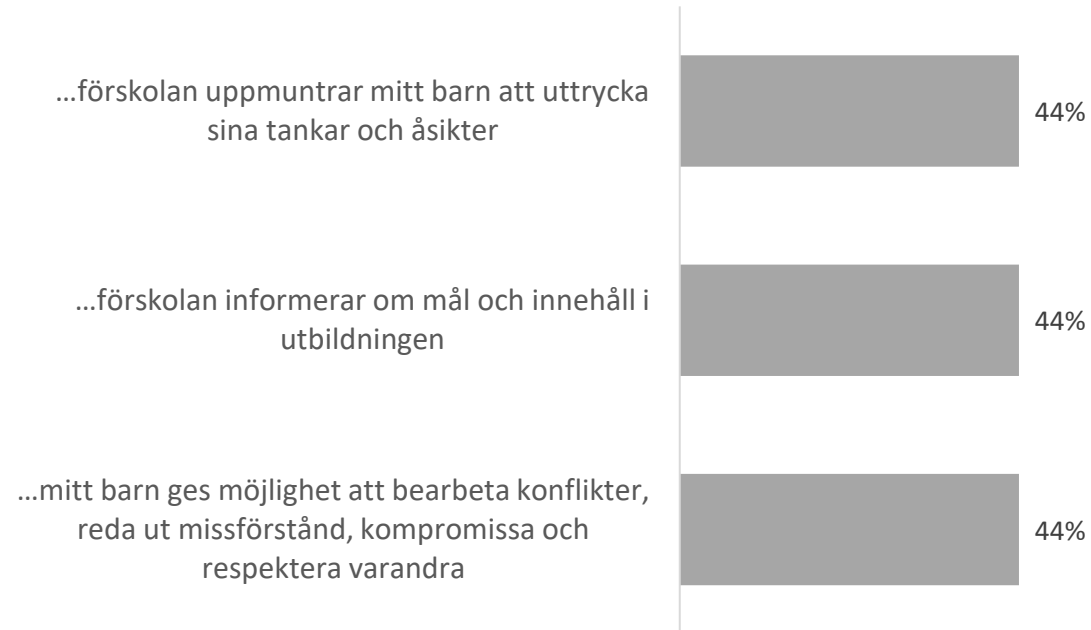 …förskolan uppmuntrar mitt barn att uttrycka
sina tankar och åsikter
44%
…förskolan informerar om mål och innehåll i
utbildningen
44%
…mitt barn ges möjlighet att bearbeta konflikter,
reda ut missförstånd, kompromissa och
respektera varandra
44%